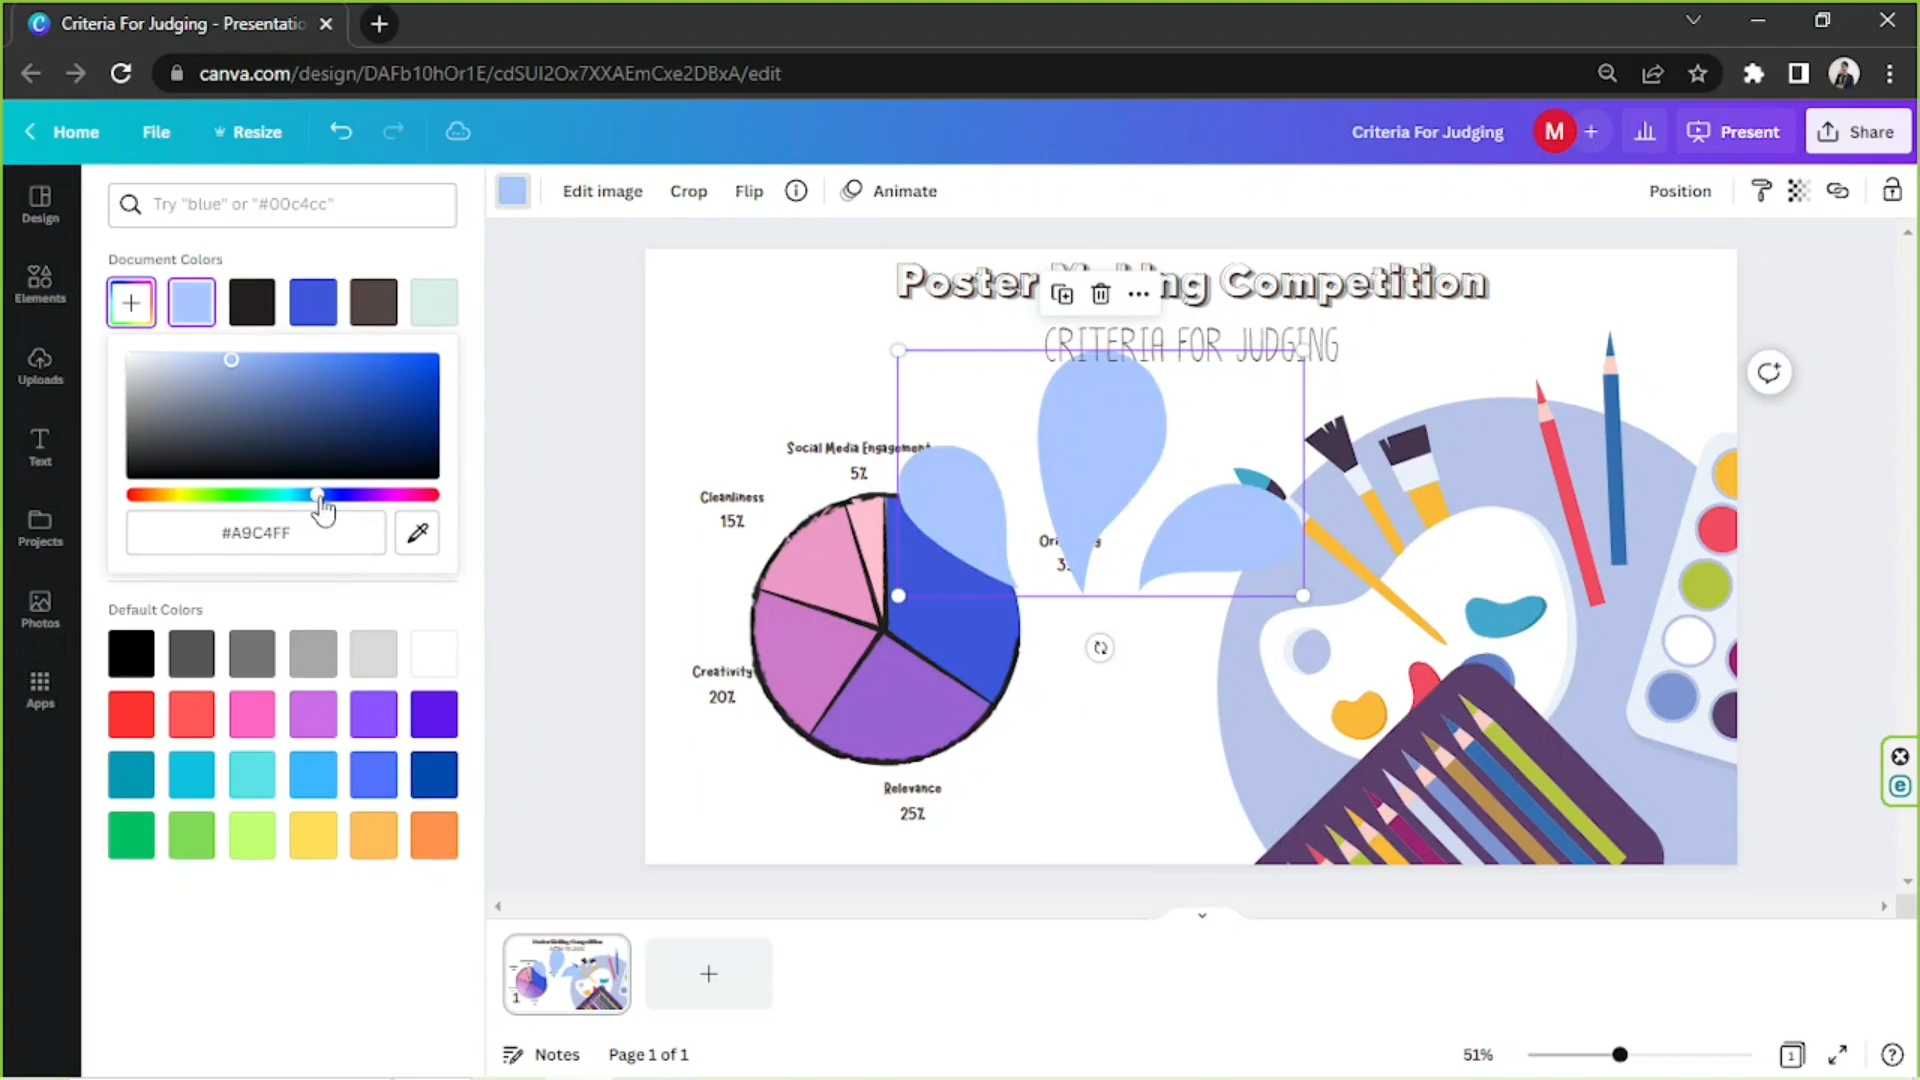 Criteria For Judging - Presentatio
canva.com/design/DAFb10hOr1E/cdSUI2Ox7XXAEmCxe2DBxA/edit
Home File Resize Criteria For Judging M Present Share
Try "blue" or "#00c4cc"
Edit image Crop Flip Animate Position
Design
Elements
Uploads
Text
Projects
Photos
Apps
Document Colors
#A9C4FF
Default Colors
Poster ing Competition
CRITERIA FOR JUDGING
Social Media Engagement
5%
Cleanliness
15%
Creativity
20%
Relevance
25%
1
Notes Page 1 of 1 51% 1